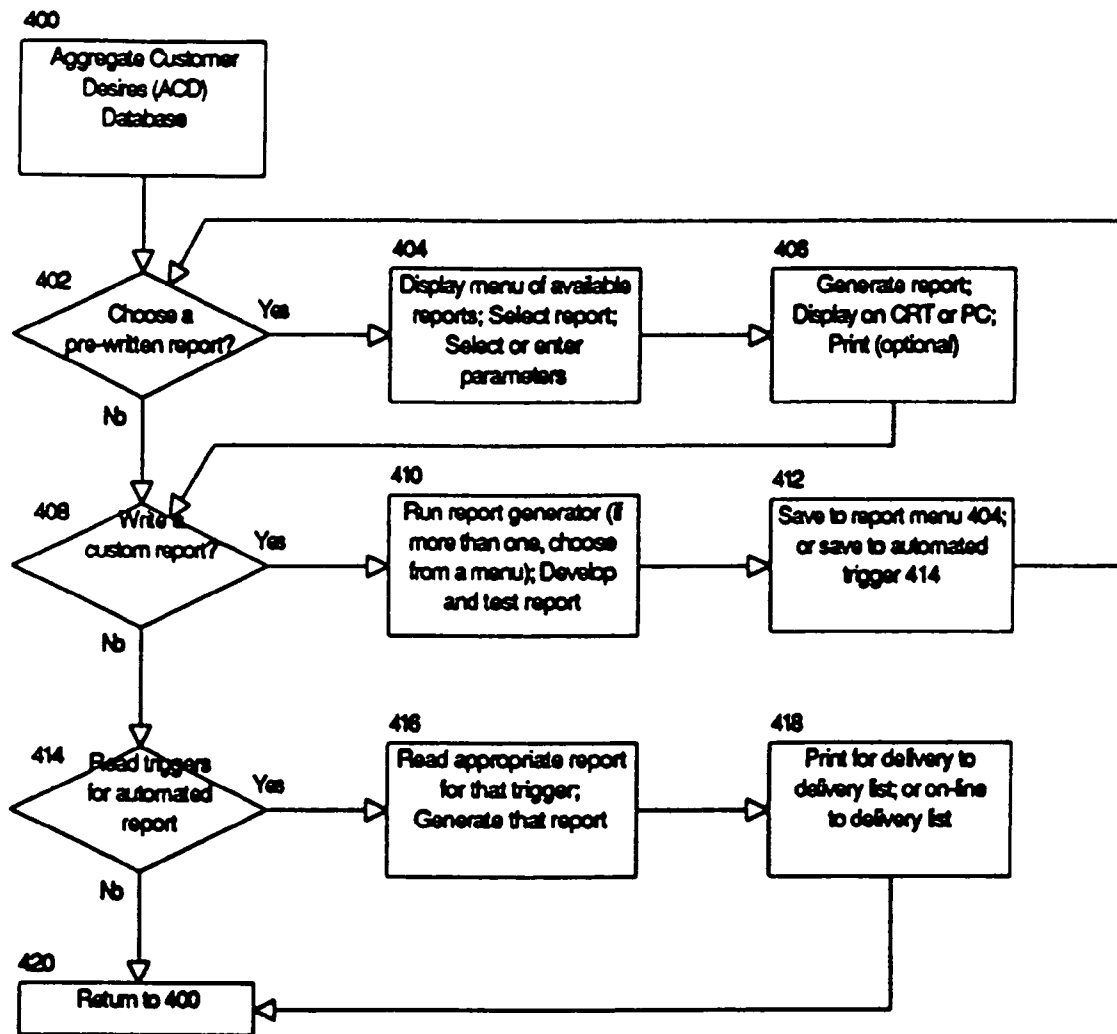 400
Aggregate Customer
Desires (ACD)
Database
402
Choose a
pre-written report?
Yes
No
404
Display menu of available
reports; Select report;
Select or enter
parameters
406
Generate report;
Display on CRT or PC;
Print (optional)
408
Write a
custom report?
Yes
No
410
Run report generator (if
more than one, choose
from a menu); Develop
and test report
412
Save to report menu 404;
or save to automated
trigger 414
414
Read triggers
for automated
report
Yes
No
416
Read appropriate report
for that trigger;
Generate that report
418
Print for delivery to
delivery list; or on-line
to delivery list
420
Return to 400